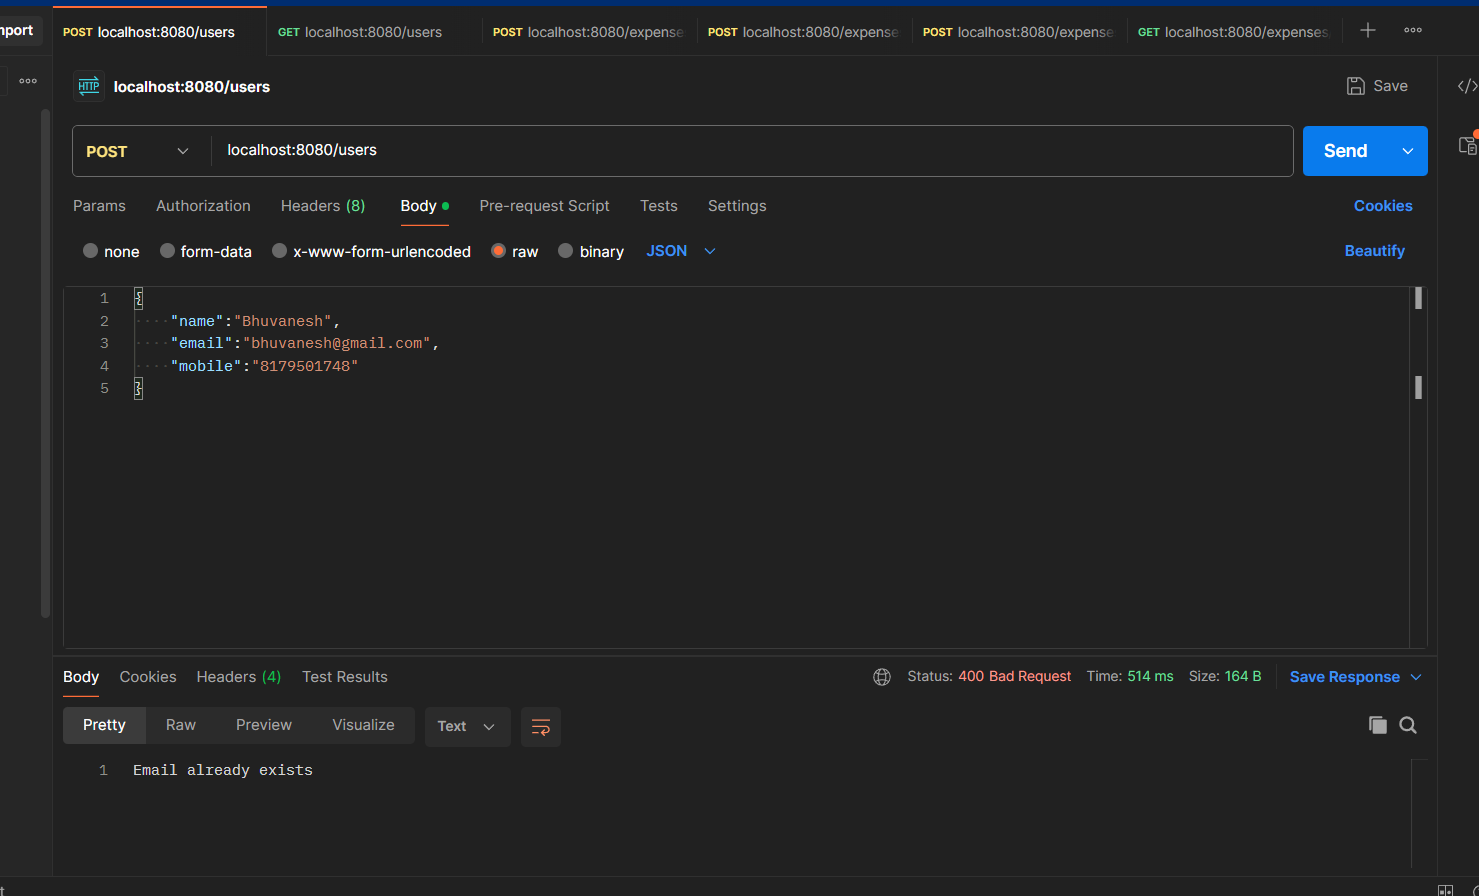 mport
POST localhost:8080/users
GET localhost:8080/users
POST localhost:8080/expense
POST localhost:8080/expense
POST localhost:8080/expense
GET localhost:8080/expenses
HTTP localhost:8080/users
Save
POST localhost:8080/users
Send
Params Authorization Headers (8) Body Pre-request Script Tests Settings Cookies
none form-data x-www-form-urlencoded raw binary JSON Beautify
1 {
2 "name":"Bhuvanesh",
3 "email":"bhuvanesh@gmail.com",
4 "mobile":"8179501748"
5 }
Body Cookies Headers (4) Test Results Status: 400 Bad Request Time: 514 ms Size: 164 B Save Response
Pretty Raw Preview Visualize Text
1 Email already exists